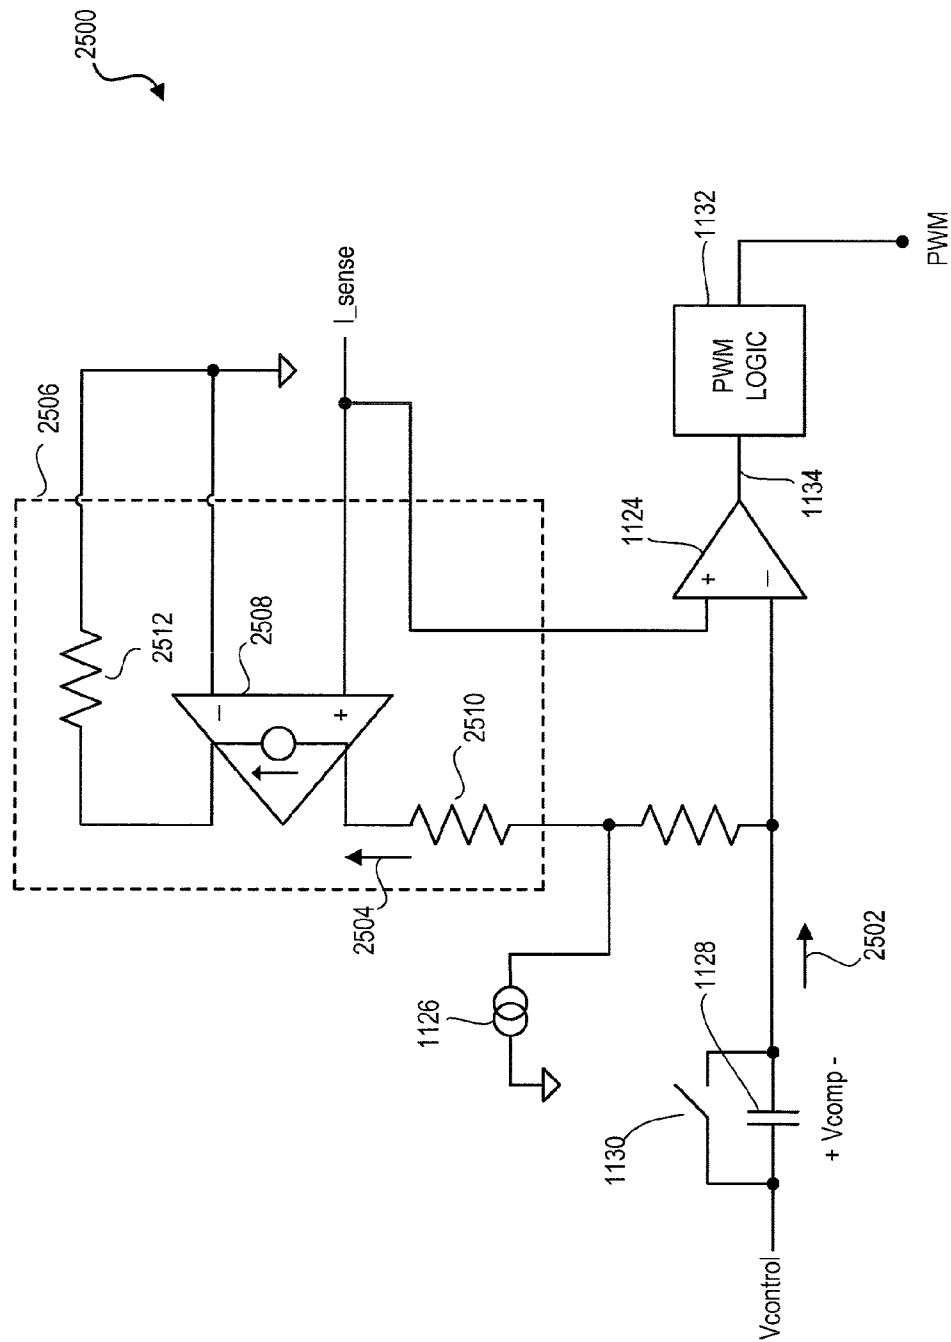 2500
2506
I_sense
2512
2508
−
+
2510
2504
1126
1132
PWM
LOGIC
1124
+
−
1134
PWM
1130
1128
2502
+ Vcomp -
Vcontrol